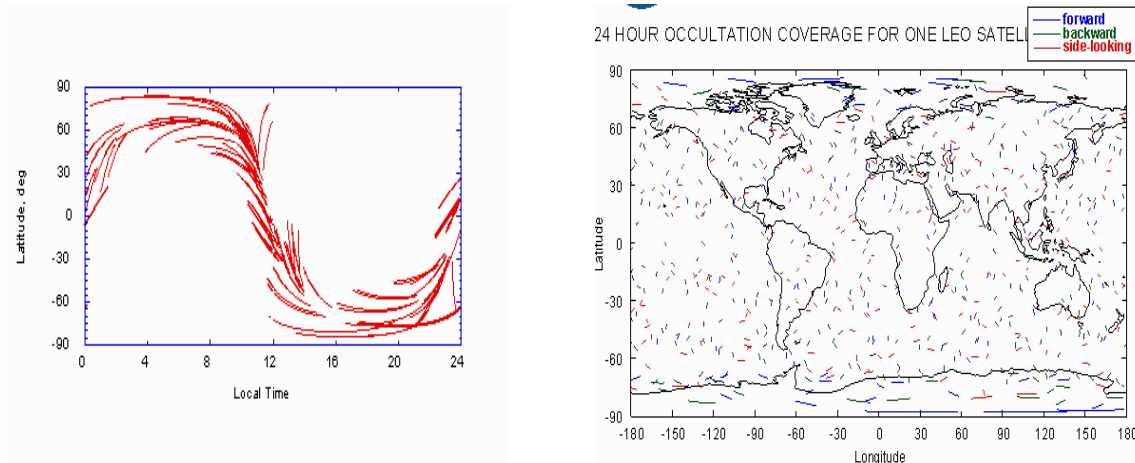 90
60
30
0
-30
-60
-90
0 4 8 12 16 20 24
Latitude, deg
Local Time
24 HOUR OCCULTATION COVERAGE FOR ONE LEO SATELL
forward
backward
side-looking
90
60
30
0
-30
-60
-90
-180 -150 -120 -90 -60 -30 0 30 60 90 120 150 180
Latitude
Longitude